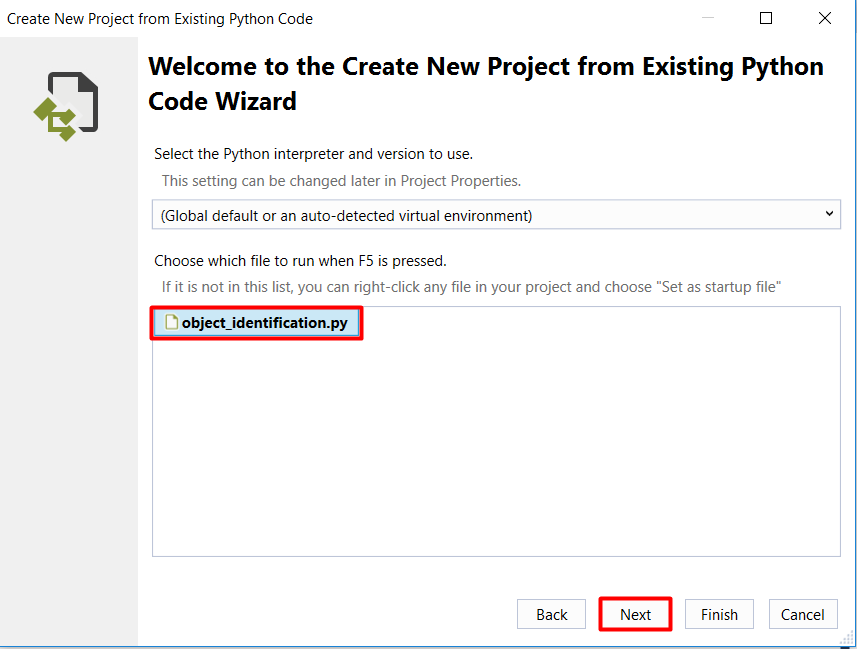 Create New Project from Existing Python Code
Welcome to the Create New Project from Existing Python
Code Wizard
Select the Python interpreter and version to use.
This setting can be changed later in Project Properties.
(Global default or an auto-detected virtual environment)
Choose which file to run when F5 is pressed.
If it is not in this list, you can right-click any file in your project and choose "Set as startup file"
object_identification.py
Back Next Finish Cancel